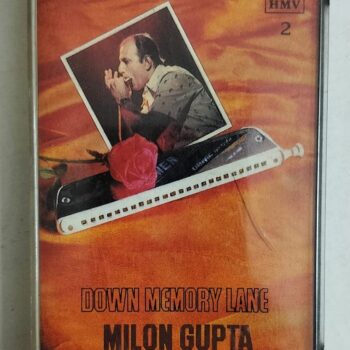 HMV
2
DOWN MEMORY LANE
MILON GUPTA